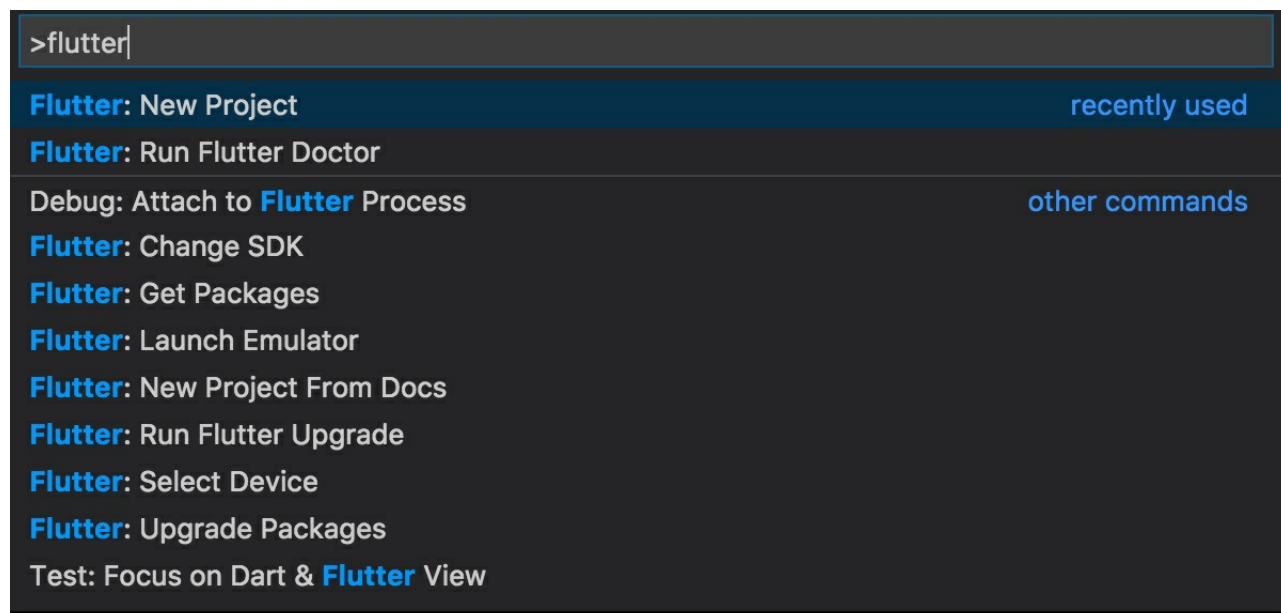 >flutter
Flutter: New Project recently used
Flutter: Run Flutter Doctor
Debug: Attach to Flutter Process other commands
Flutter: Change SDK
Flutter: Get Packages
Flutter: Launch Emulator
Flutter: New Project From Docs
Flutter: Run Flutter Upgrade
Flutter: Select Device
Flutter: Upgrade Packages
Test: Focus on Dart & Flutter View